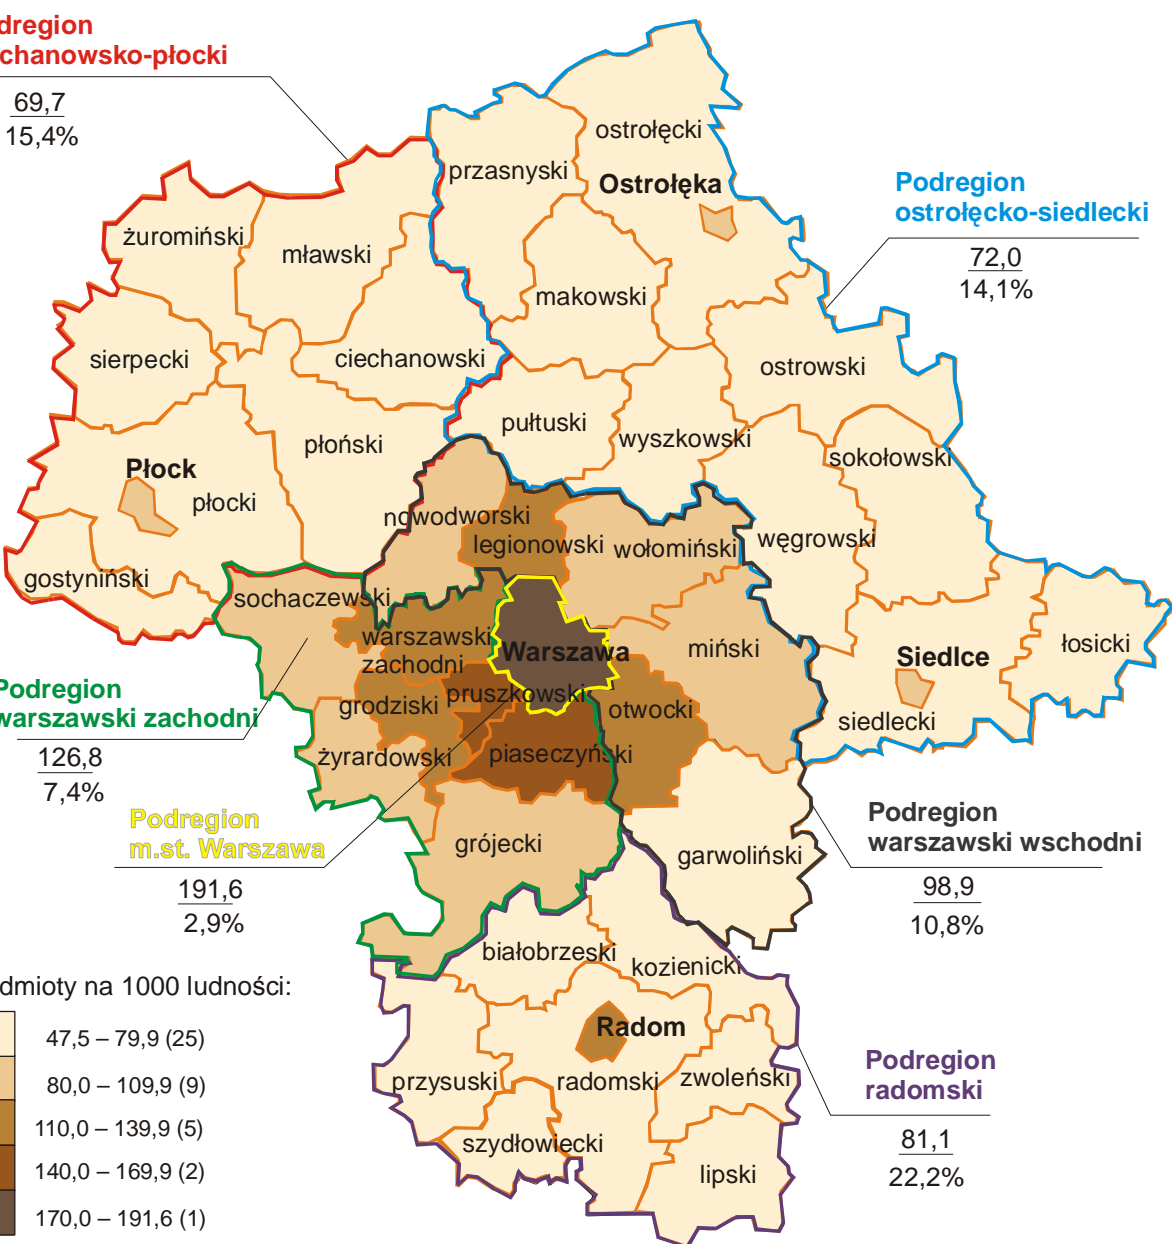 dregion
chanowsko-płocki
69,7
15,4%
ostrołęcki
przasnyski
Ostrołęka
Podregion
ostrołęcko-siedlecki
72,0
14,1%
żuromiński
mławski
makowski
sierpecki
ciechanowski
ostrowski
płoński
pułtuski
wyszkowski
sokołowski
Płock
płocki
nowodworski
legionowski
wołomiński
węgrowski
gostyniński
sochaczewski
warszawski
zachodni
Warszawa
miński
Siedlce
łosicki
siedlecki
Podregion
warszawski zachodni
126,8
7,4%
pruszkowski
grodziski
otwocki
żyrardowski
piaseczyński
Podregion
m.st. Warszawa
191,6
2,9%
grójecki
garwoliński
Podregion
warszawski wschodni
98,9
10,8%
białobrzeski
kozienicki
dmioty na 1000 ludności:
47,5 – 79,9 (25)
80,0 – 109,9 (9)
110,0 – 139,9 (5)
140,0 – 169,9 (2)
170,0 – 191,6 (1)
Radom
przysuski
radomski
zwoleński
szydłowiecki
lipski
Podregion
radomski
81,1
22,2%